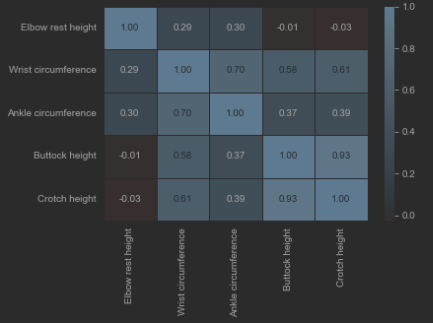 Elbow rest height 1.00 0.29 0.30 -0.01 -0.03
Wrist circumference 0.29 1.00 0.70 0.58 0.61
Ankle circumference 0.30 0.70 1.00 0.37 0.39
Buttock height -0.01 0.58 0.37 1.00 0.93
Crotch height -0.03 0.61 0.39 0.93 1.00
Elbow rest height
Wrist circumference
Ankle circumference
Buttock height
Crotch height
1.0
0.8
0.6
0.4
0.2
0.0